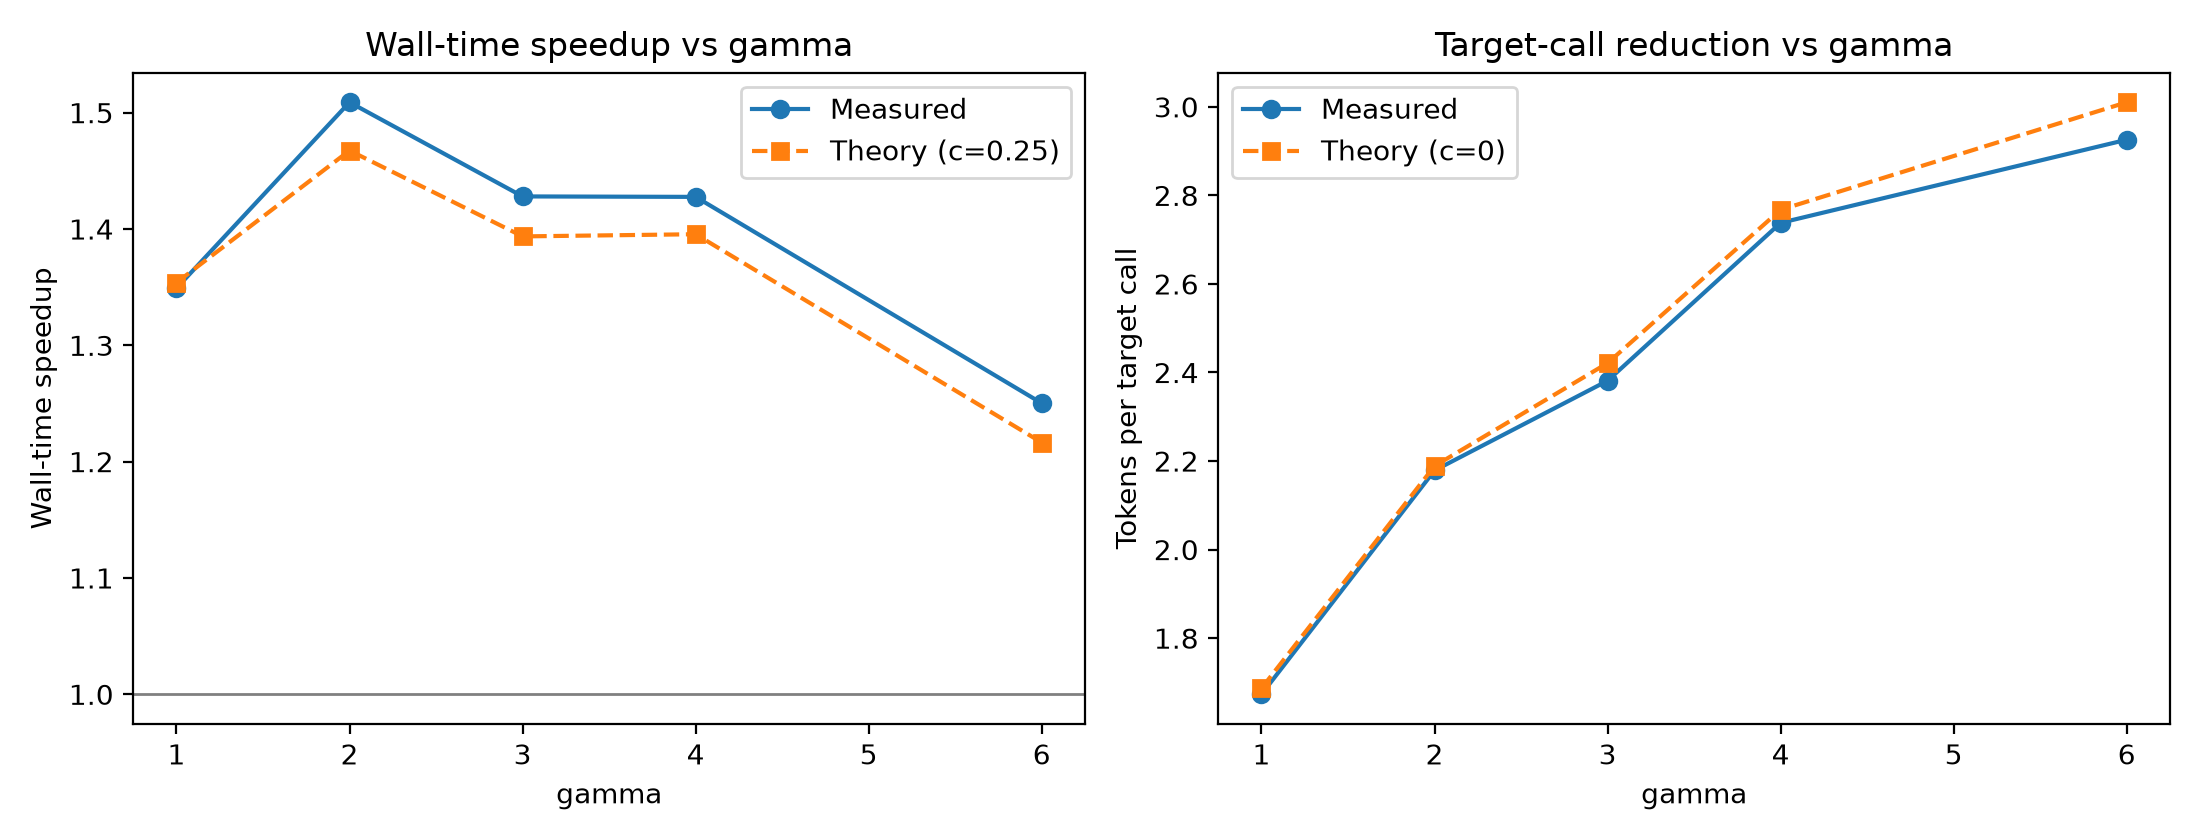 Wall-time speedup vs gamma
Measured
Theory (c=0.25)
Wall-time speedup
1.5
1.4
1.3
1.2
1.1
1.0
1 2 3 4 5 6
gamma
Target-call reduction vs gamma
Measured
Theory (c=0)
Tokens per target call
3.0
2.8
2.6
2.4
2.2
2.0
1.8
1 2 3 4 5 6
gamma